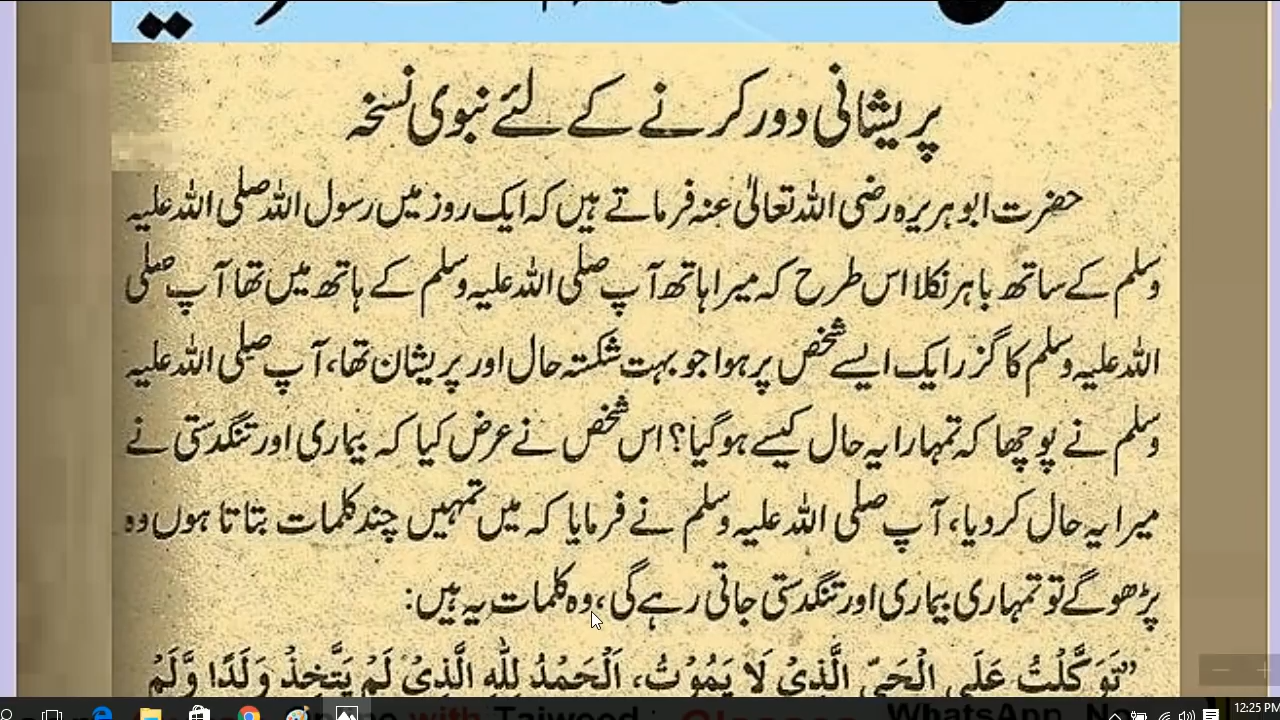 پریشانی دور کرنے کے لئے نبوی نسخہ
حضرت ابو ہریرہ رضی اللہ تعالیٰ عنہ فرماتے ہیں کہ ایک روز میں رسول اللہ صلی اللہ علیہ
وسلم کے ساتھ باہر نکلا اس طرح کہ میرا ہاتھ آپ صلی اللہ علیہ وسلم کے ہاتھ میں تھا آپ صلی
اللہ علیہ وسلم کا گزر ایک ایسے شخص پر ہوا جو بہت شکستہ حال اور پریشان تھا، آپ صلی اللہ علیہ
وسلم نے پوچھا کہ تمہارا یہ حال کیسے ہو گیا؟ اس شخص نے عرض کیا کہ بیماری اور تنگدستی نے
میرا یہ حال کر دیا، آپ صلی اللہ علیہ وسلم نے فرمایا کہ میں تمہیں چند کلمات بتاتا ہوں وہ
پڑھو گے تو تمہاری بیماری اور تنگدستی جاتی رہے گی، وہ کلمات یہ ہیں:
”تَوَكَّلْتُ عَلَى الْحَيِّ الَّذِيْ لَا يَمُوْتُ، اَلْحَمْدُ لِلّٰهِ الَّذِيْ لَمْ يَتَّخِذْ وَلَدًا وَّلَمْ
with Tajweed : WhatsApp No
12:25 PM